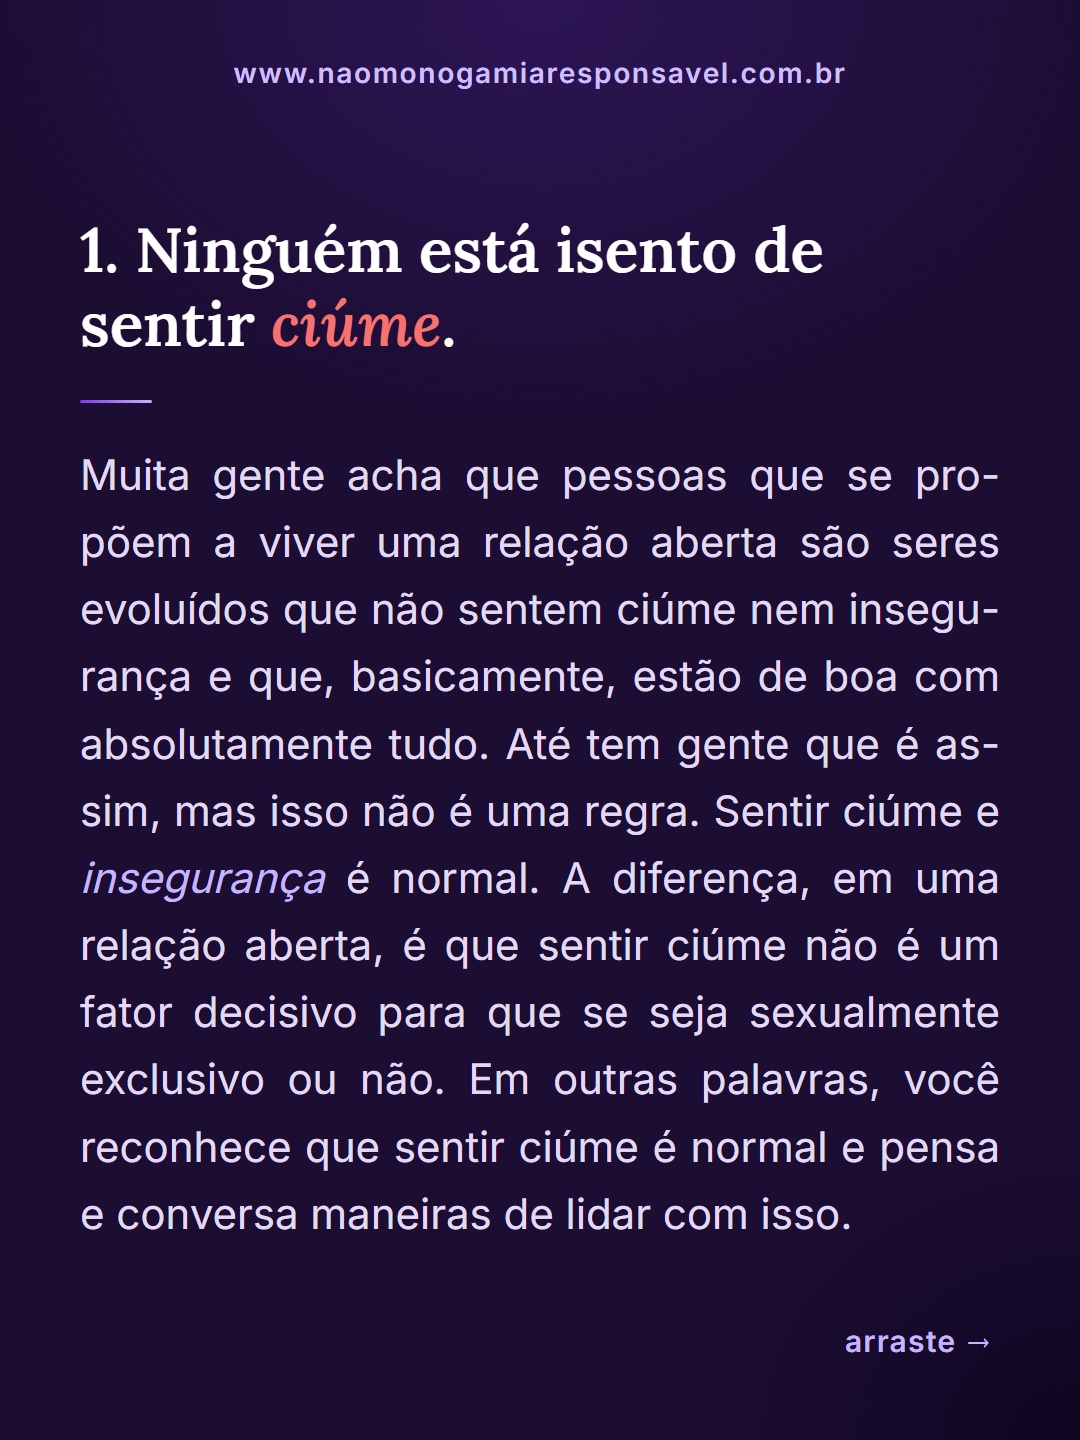 www.naomonogamiaresponsavel.com.br
1. Ninguém está isento de
sentir ciúme.
Muita gente acha que pessoas que se pro-
põem a viver uma relação aberta são seres
evoluídos que não sentem ciúme nem insegu-
rança e que, basicamente, estão de boa com
absolutamente tudo. Até tem gente que é as-
sim, mas isso não é uma regra. Sentir ciúme e
insegurança é normal. A diferença, em uma
relação aberta, é que sentir ciúme não é um
fator decisivo para que se seja sexualmente
exclusivo ou não. Em outras palavras, você
reconhece que sentir ciúme é normal e pensa
e conversa maneiras de lidar com isso.
arraste →